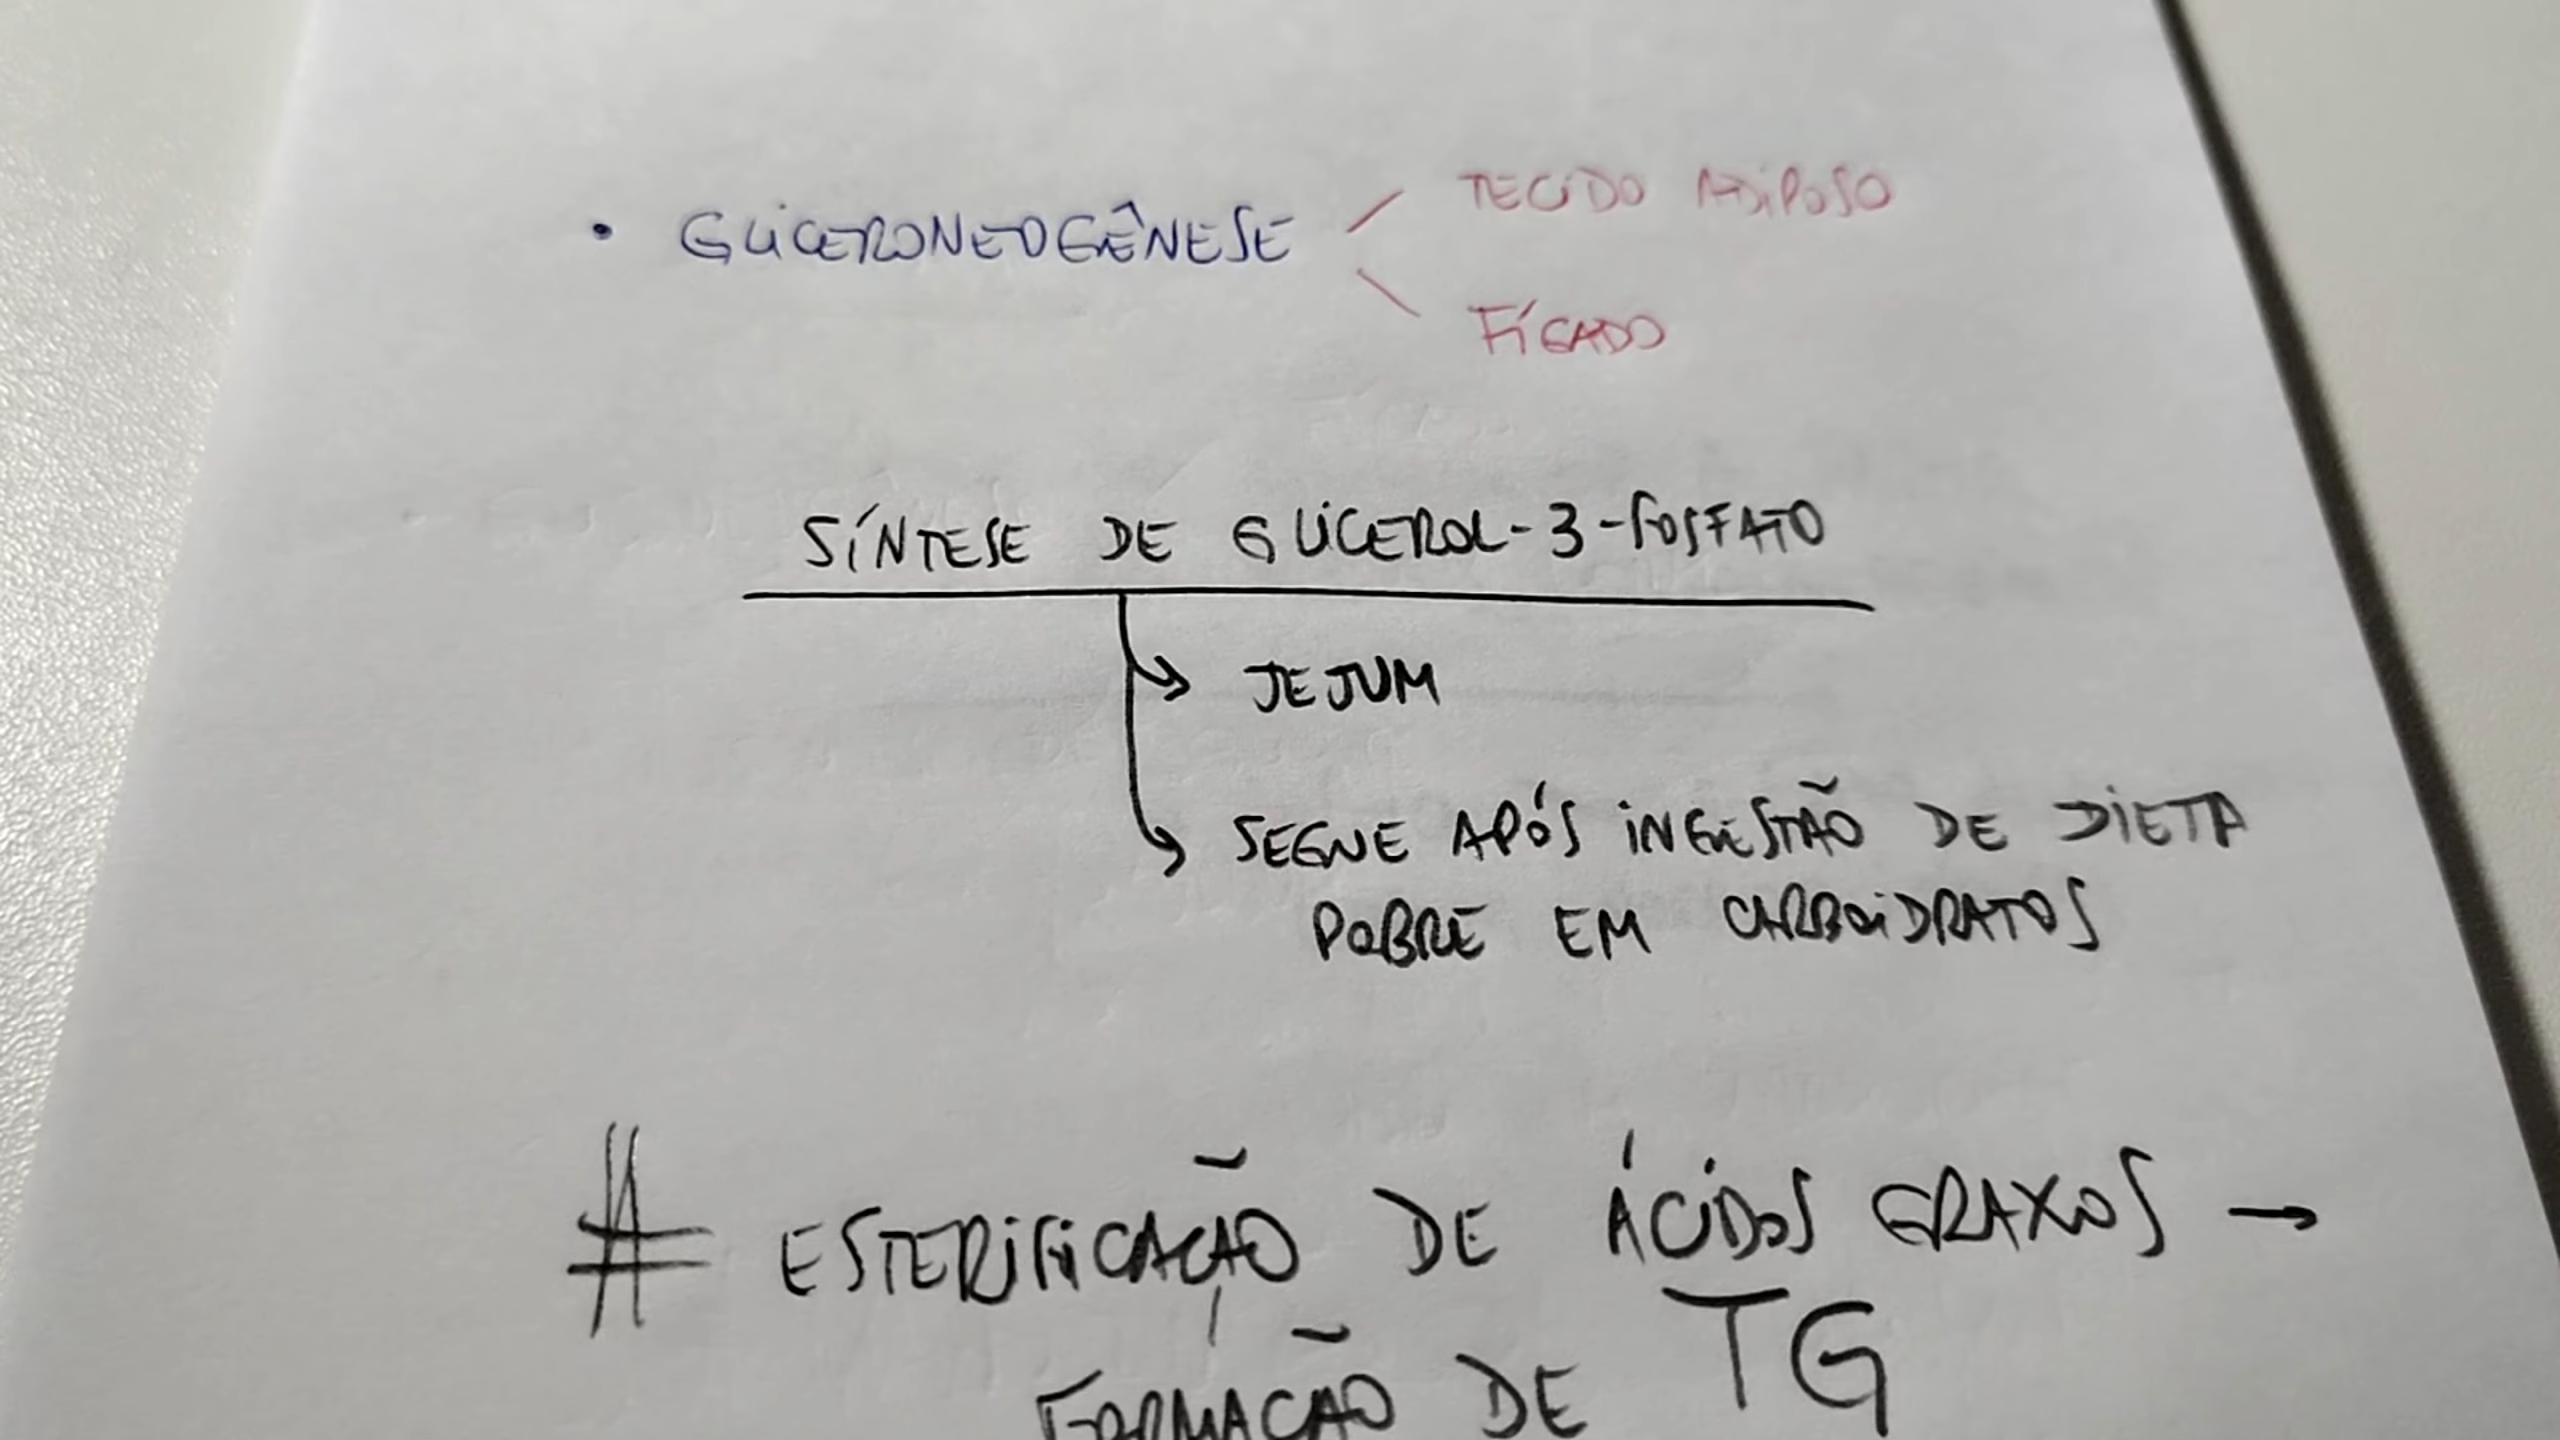 • GLICERONEOGÊNESE
TECIDO ADIPOSO
FÍGADO
SÍNTESE DE GLICEROL-3-FOSFATO
JEJUM
SEGUE APÓS INGESTÃO DE DIETA
POBRE EM CARBOIDRATOS
# ESTERIFICAÇÃO DE ÁCIDOS GRAXOS →
FORMAÇÃO DE TG